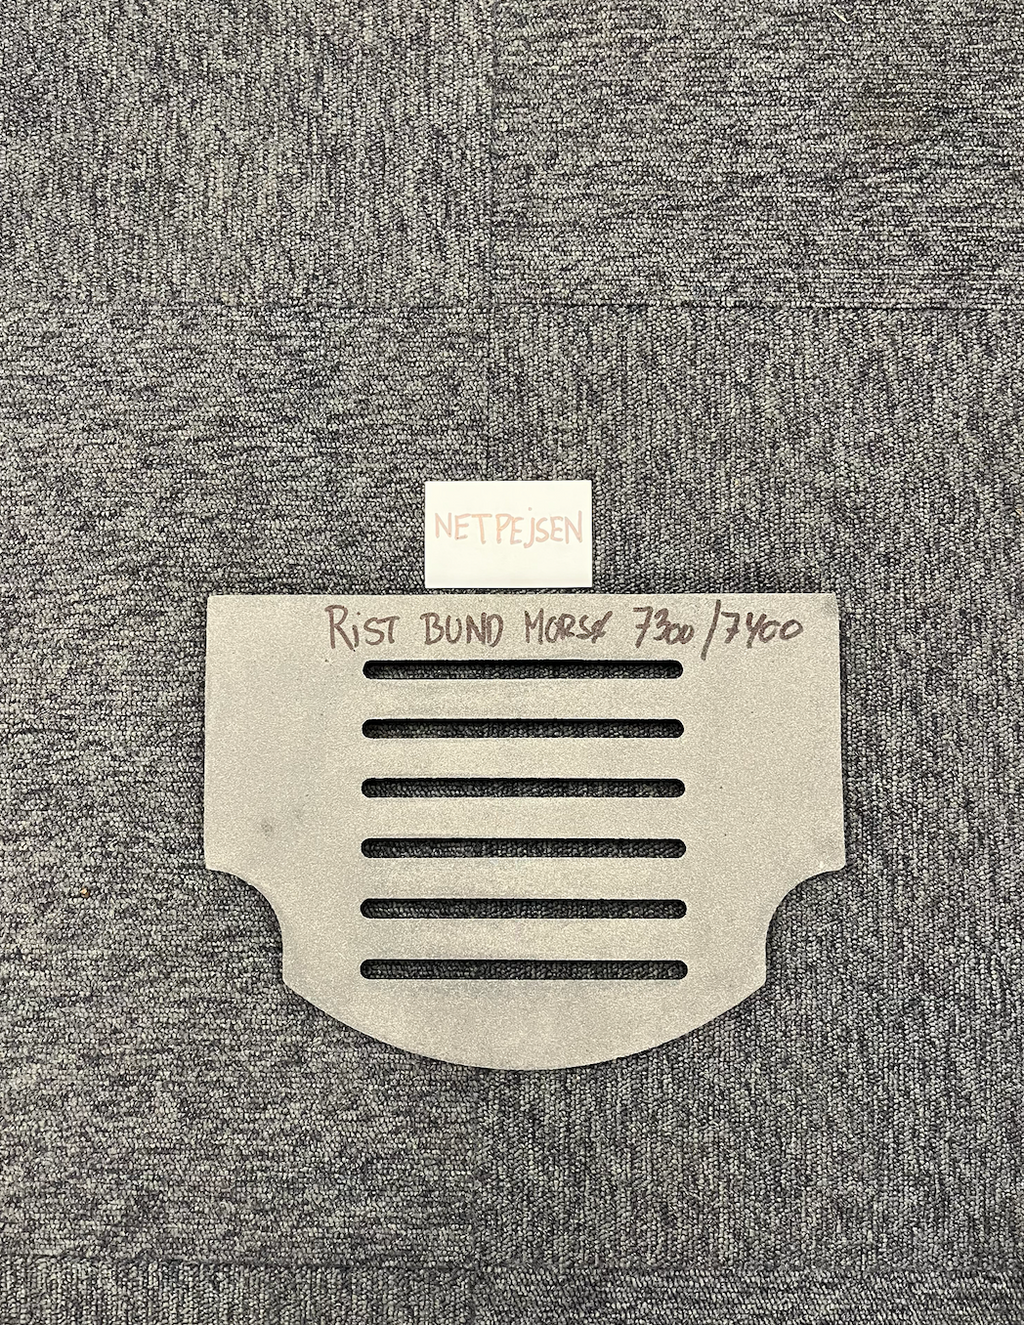 NETPEJSEN
RIST BUND MORSØ 7300/7400